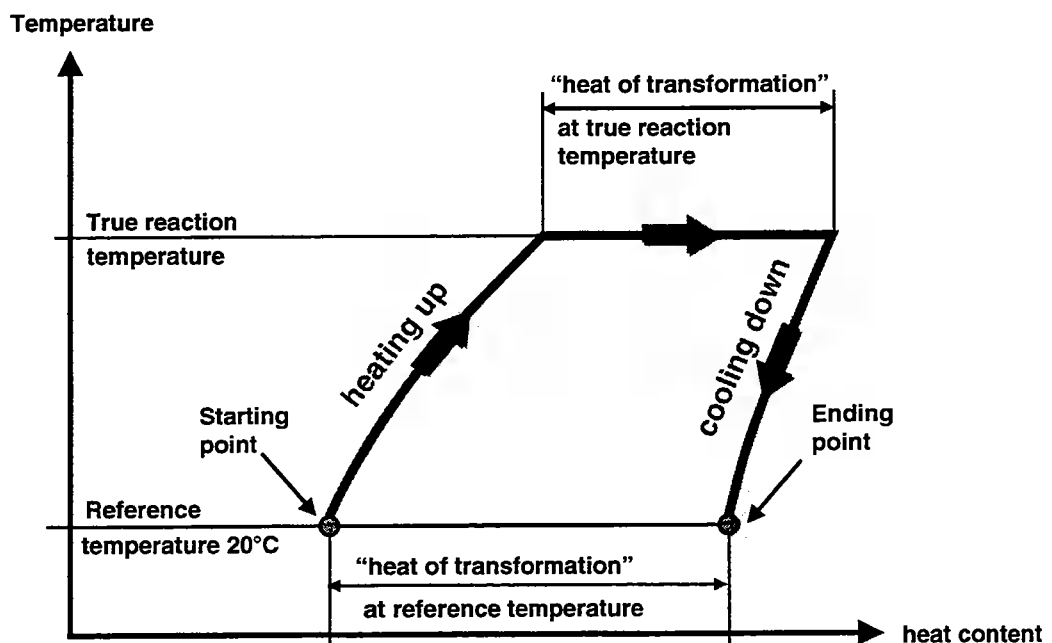 Temperature
“heat of transformation”
at true reaction
temperature
True reaction
temperature
heating up
cooling down
Starting
point
Ending
point
Reference
temperature 20°C
“heat of transformation”
at reference temperature
heat content